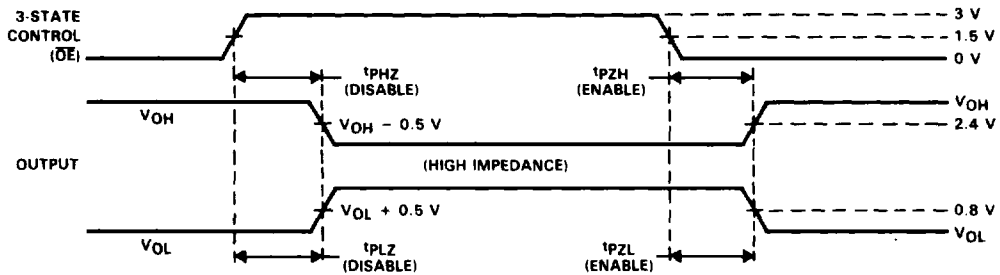 3-STATE
CONTROL
(OE)
3 V
1.5 V
0 V
tPHZ
(DISABLE)
tPZH
(ENABLE)
VOH
VOH
VOH − 0.5 V
2.4 V
OUTPUT
(HIGH IMPEDANCE)
VOL + 0.5 V
0.8 V
VOL
VOL
tPLZ
(DISABLE)
tPZL
(ENABLE)